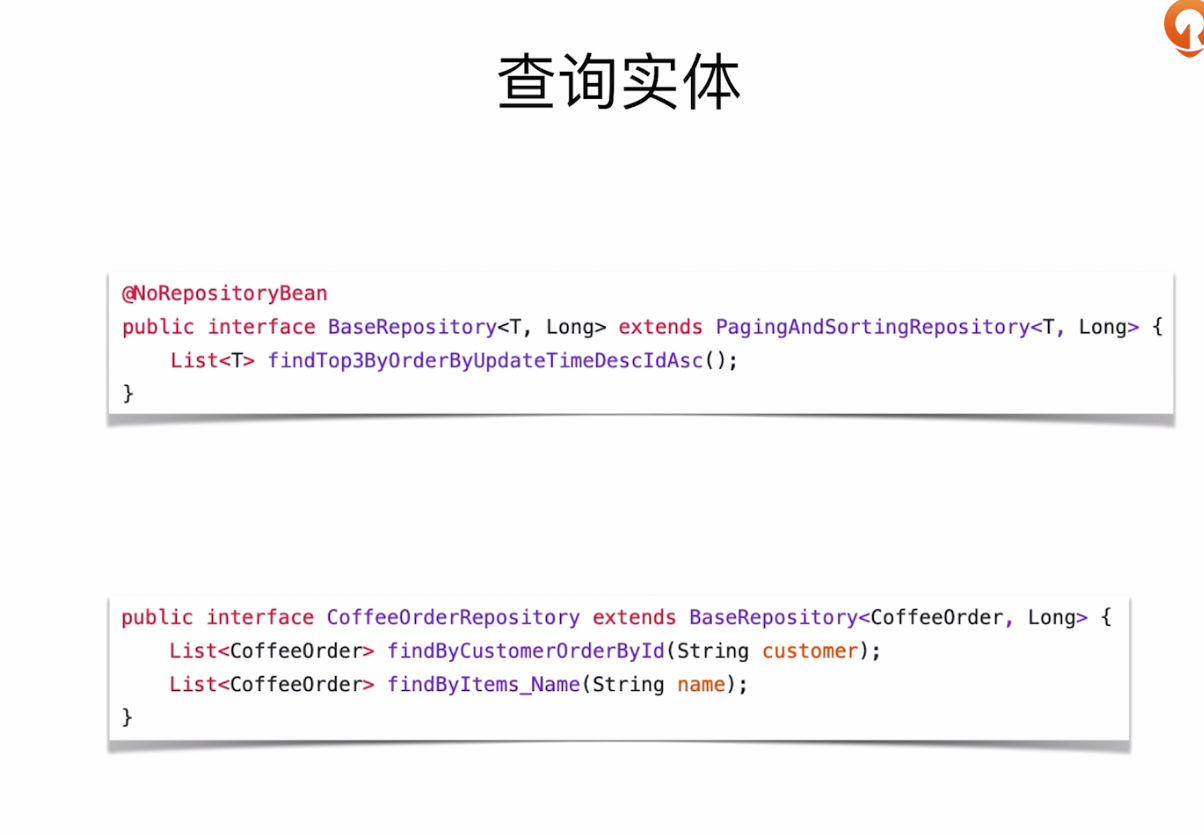 查询实体
@NoRepositoryBean
public interface BaseRepository<T, Long> extends PagingAndSortingRepository<T, Long> {
    List<T> findTop3ByOrderByUpdateTimeDescIdAsc();
}
public interface CoffeeOrderRepository extends BaseRepository<CoffeeOrder, Long> {
    List<CoffeeOrder> findByCustomerOrderById(String customer);
    List<CoffeeOrder> findByItems_Name(String name);
}